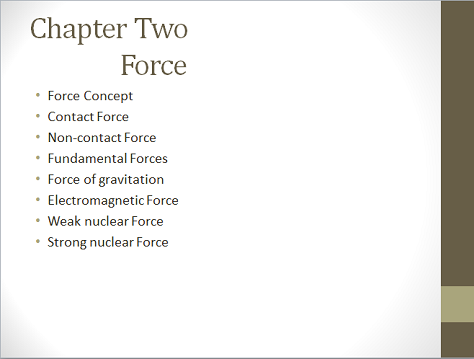 Chapter Two
Force
• Force Concept
• Contact Force
• Non-contact Force
• Fundamental Forces
• Force of gravitation
• Electromagnetic Force
• Weak nuclear Force
• Strong nuclear Force